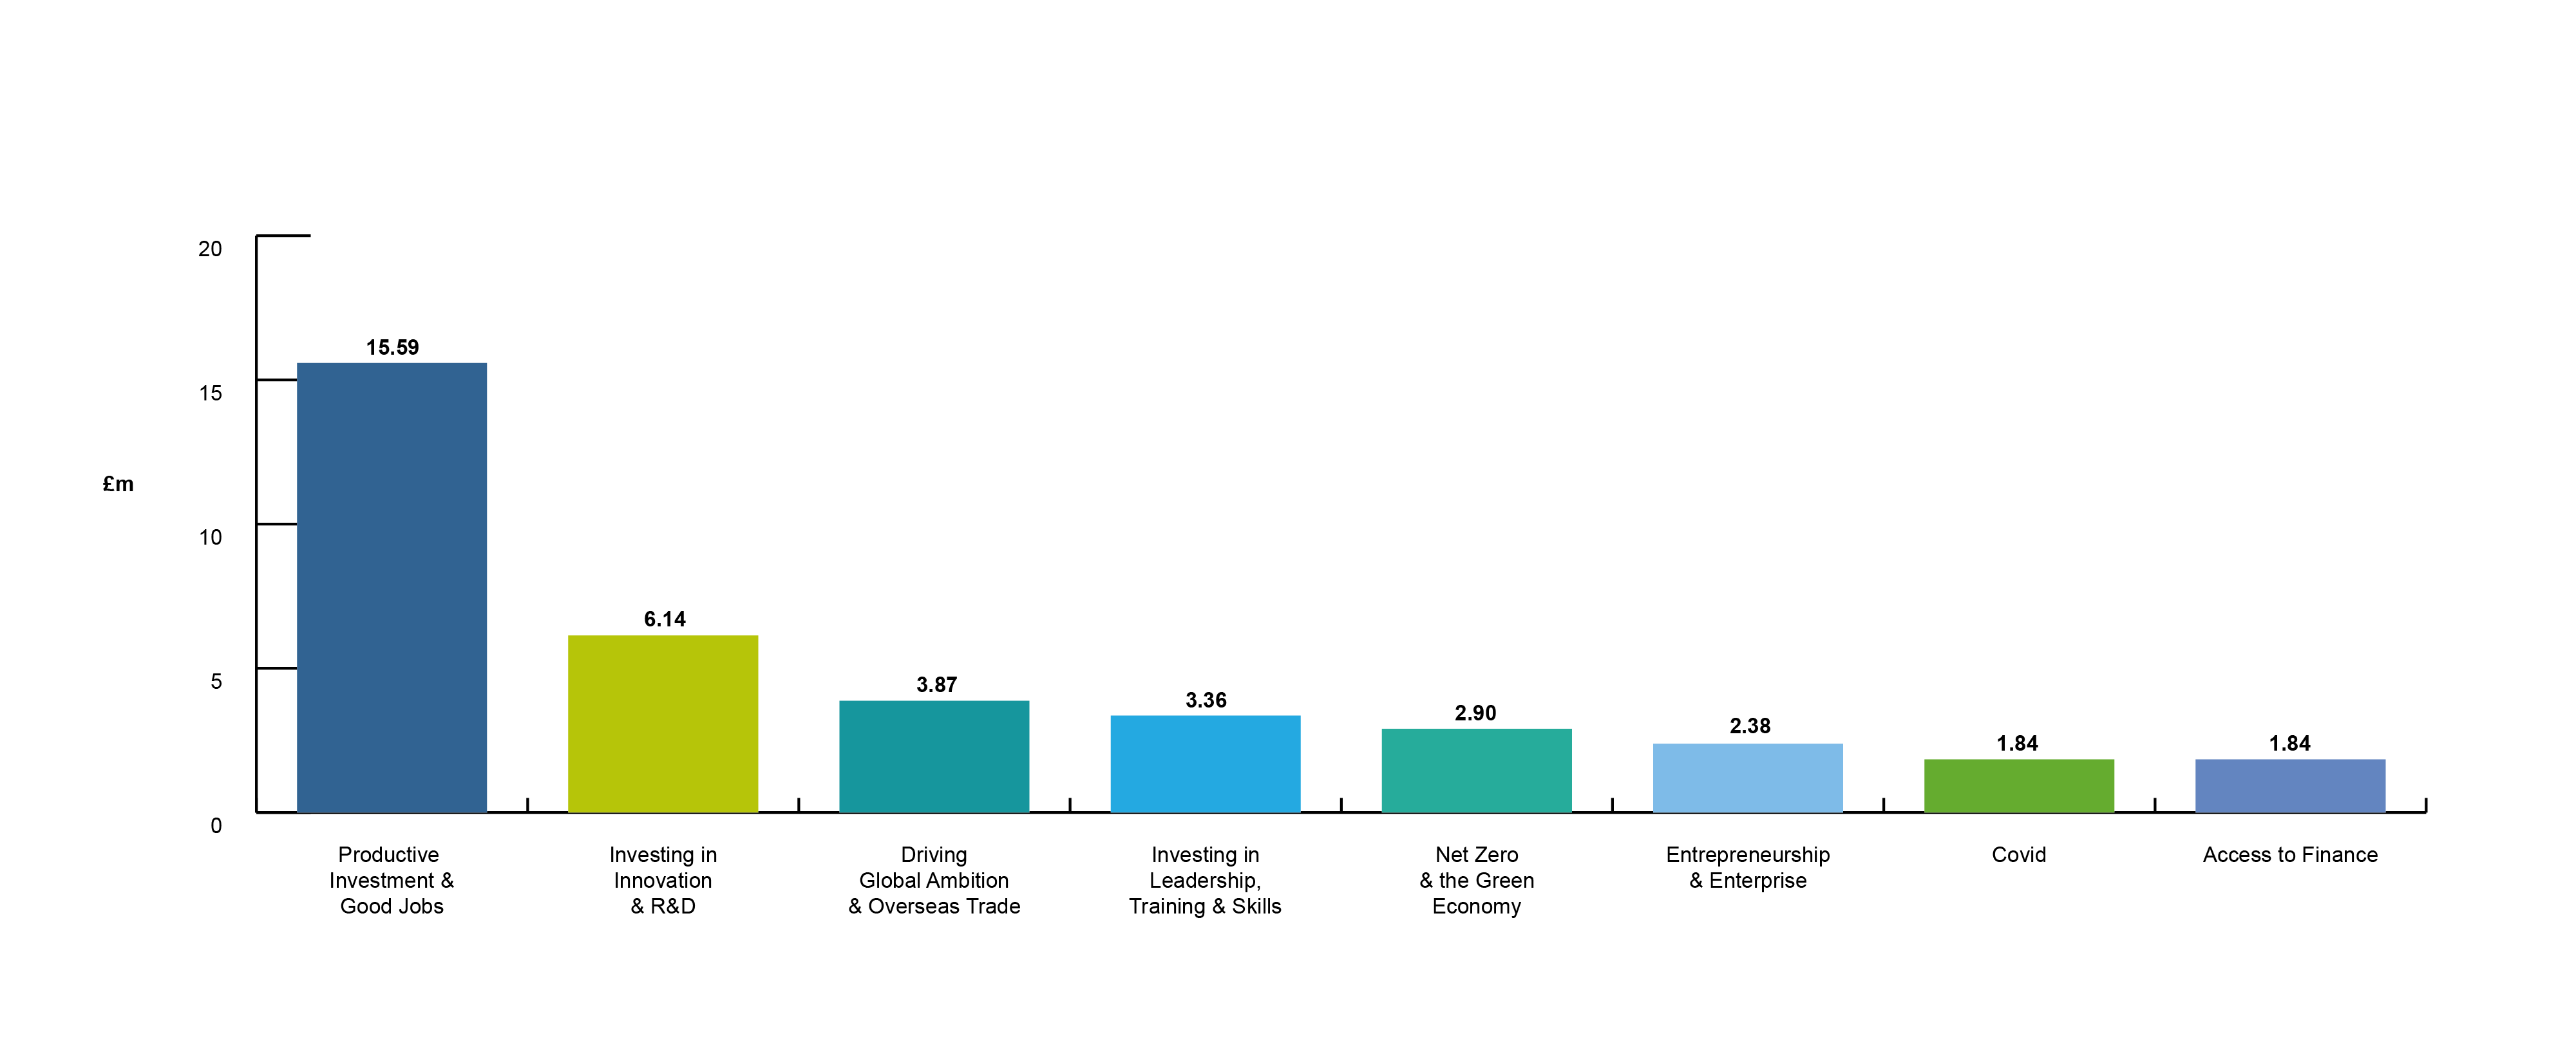 20
15.59
15
£m
10
6.14
5
3.87
3.36
2.90
2.38
1.84
1.84
0
Productive
Investment &
Good Jobs
Investing in
Innovation
& R&D
Driving
Global Ambition
& Overseas Trade
Investing in
Leadership,
Training & Skills
Net Zero
& the Green
Economy
Entrepreneurship
& Enterprise
Covid
Access to Finance